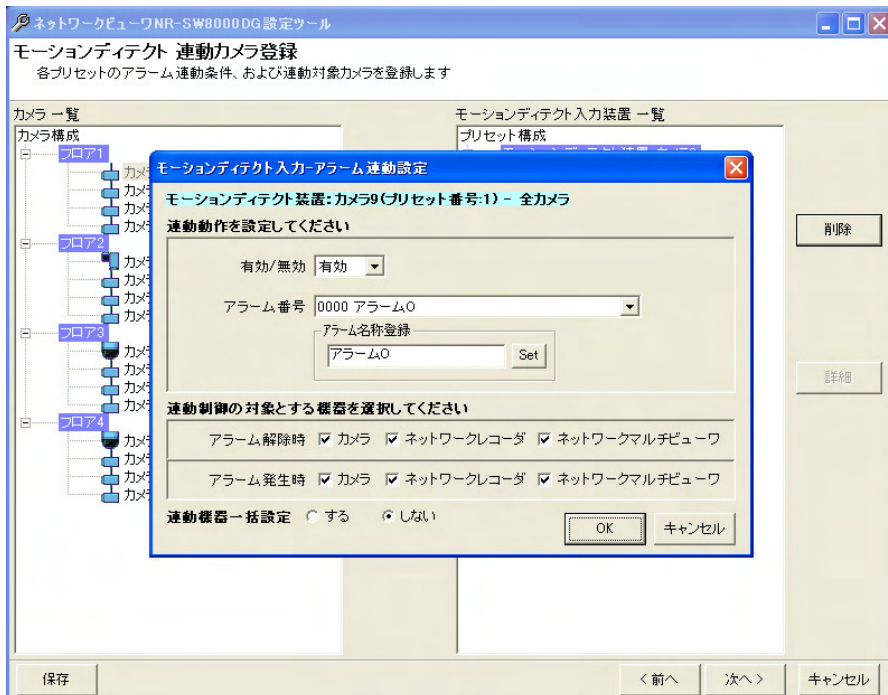 ネットワークビューワNR-SW8000DG設定ツール
モーションディテクト 連動カメラ登録
各プリセットのアラーム連動条件、および連動対象カメラを登録します
カメラ一覧
モーションディテクト入力装置一覧
カメラ構成
プリセット構成
フロア1
フロア2
フロア3
フロア4
モーションディテクト入力-アラーム連動設定
モーションディテクト装置:カメラ9(プリセット番号:1) - 全カメラ
連動動作を設定してください
有効/無効 有効
アラーム番号 0000 アラーム0
アラーム名称登録
アラーム0 Set
連動制御の対象とする機器を選択してください
アラーム解除時 カメラ ネットワークレコーダ ネットワークマルチビューワ
アラーム発生時 カメラ ネットワークレコーダ ネットワークマルチビューワ
連動機器一括設定 する しない
OK キャンセル
削除
詳細
保存 <前へ 次へ> キャンセル